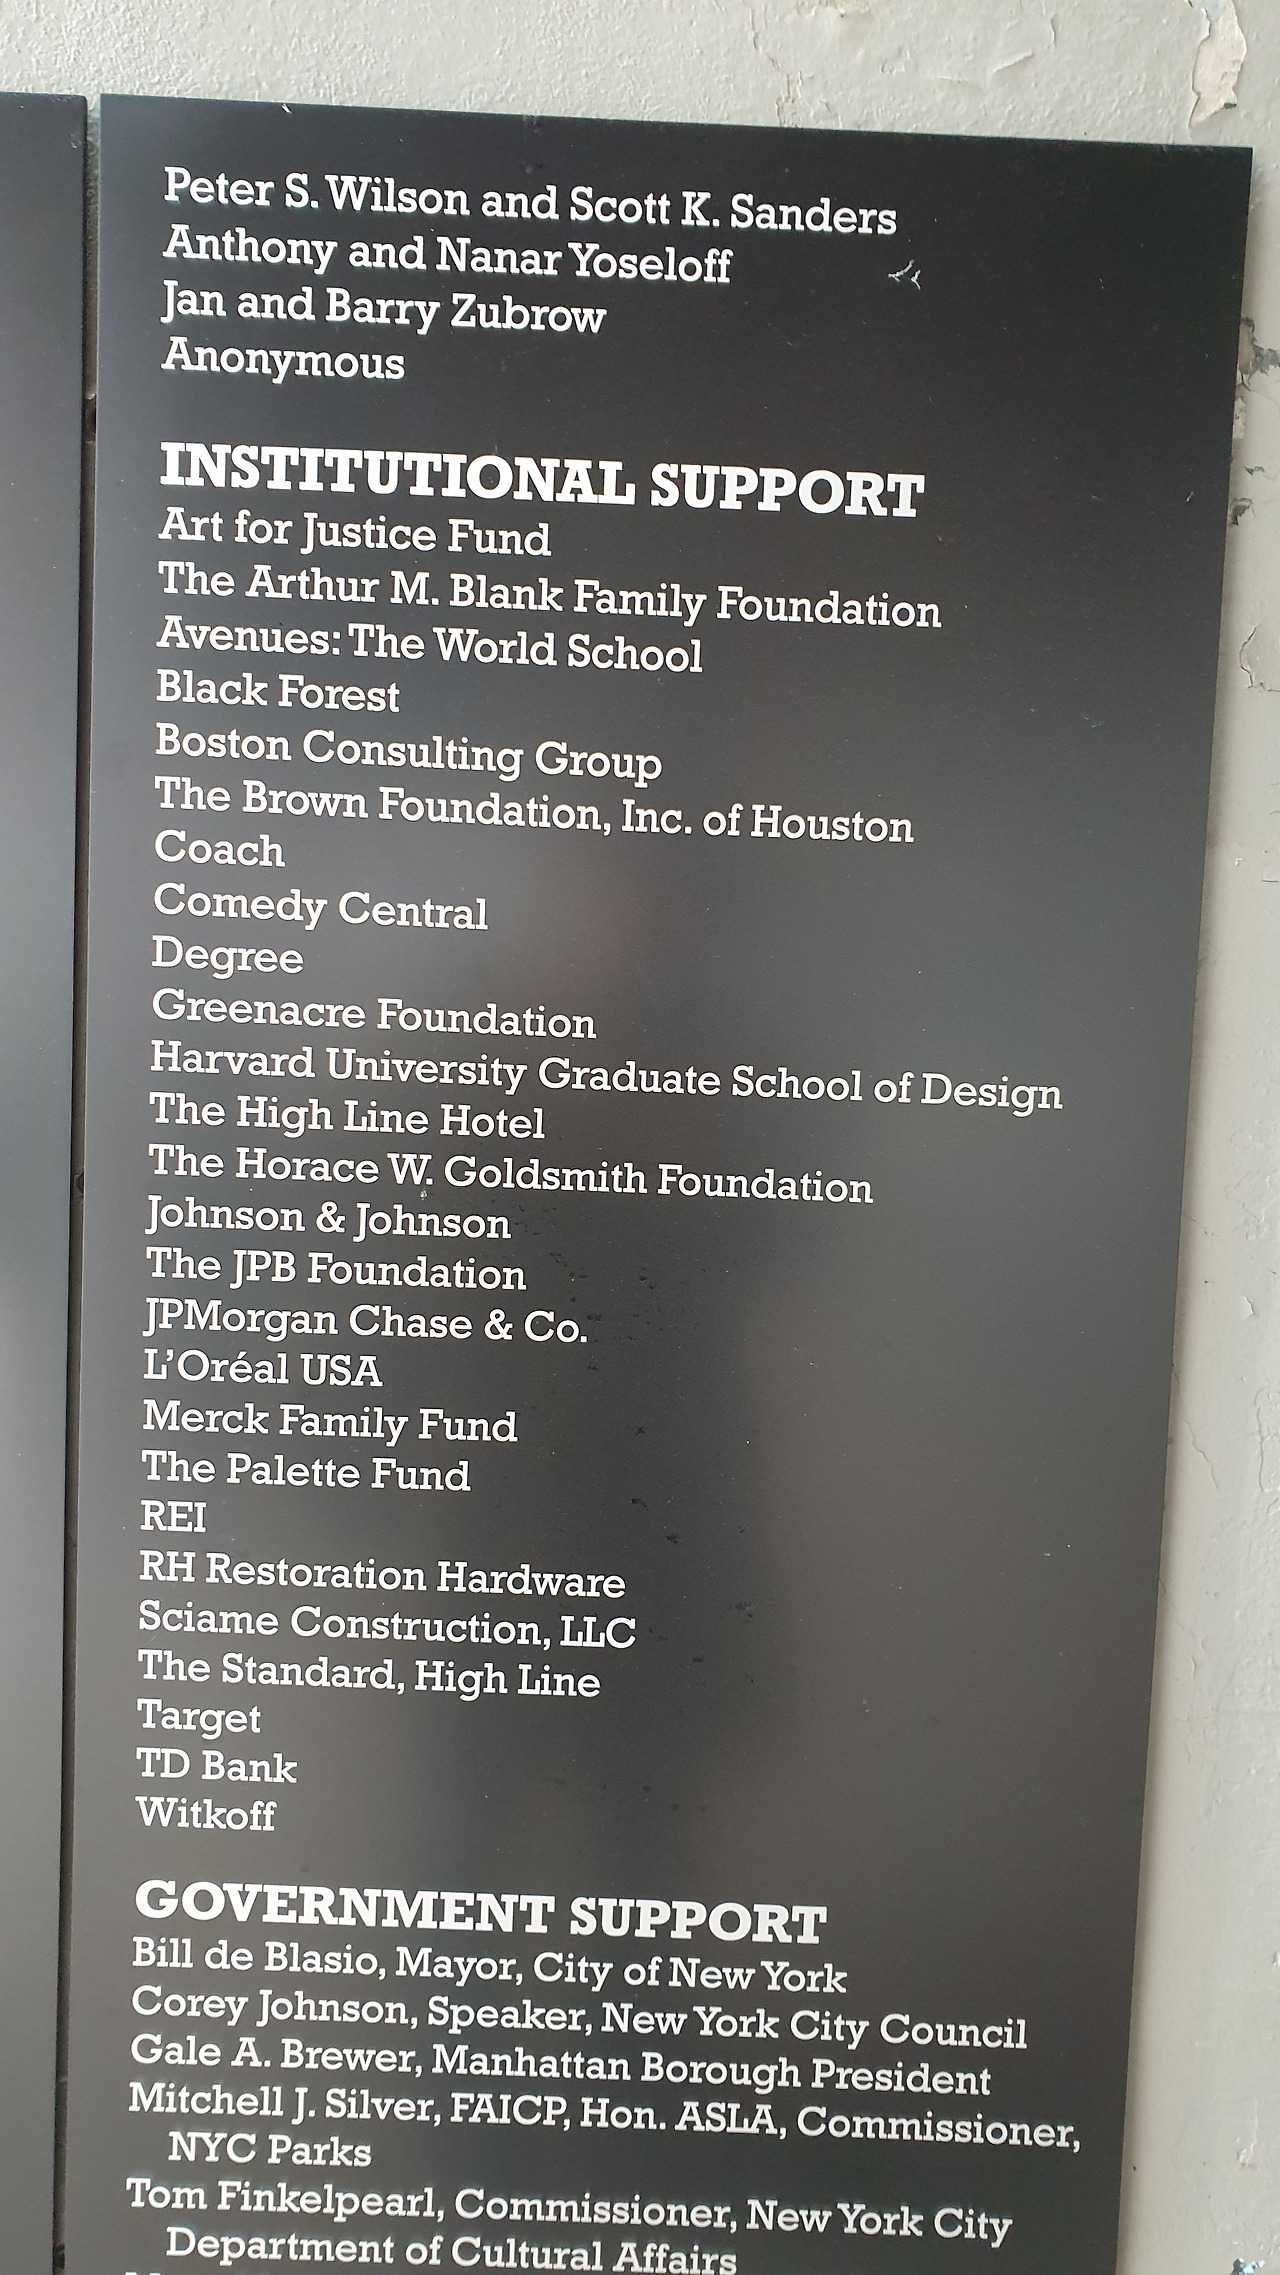 Peter S. Wilson and Scott K. Sanders
Anthony and Nanar Yoseloff
Jan and Barry Zubrow
Anonymous
INSTITUTIONAL SUPPORT
Art for Justice Fund
The Arthur M. Blank Family Foundation
Avenues: The World School
Black Forest
Boston Consulting Group
The Brown Foundation, Inc. of Houston
Coach
Comedy Central
Degree
Greenacre Foundation
Harvard University Graduate School of Design
The High Line Hotel
The Horace W. Goldsmith Foundation
Johnson & Johnson
The JPB Foundation
JPMorgan Chase & Co.
L'Oréal USA
Merck Family Fund
The Palette Fund
REI
RH Restoration Hardware
Sciame Construction, LLC
The Standard, High Line
Target
TD Bank
Witkoff
GOVERNMENT SUPPORT
Bill de Blasio, Mayor, City of New York
Corey Johnson, Speaker, New York City Council
Gale A. Brewer, Manhattan Borough President
Mitchell J. Silver, FAICP, Hon. ASLA, Commissioner,
NYC Parks
Tom Finkelpearl, Commissioner, New York City
Department of Cultural Affairs